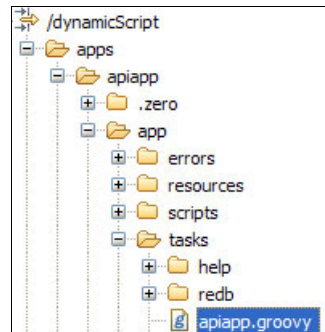 /dynamicScript
apps
apiapp
.zero
app
errors
resources
scripts
tasks
help
redb
apiapp.groovy